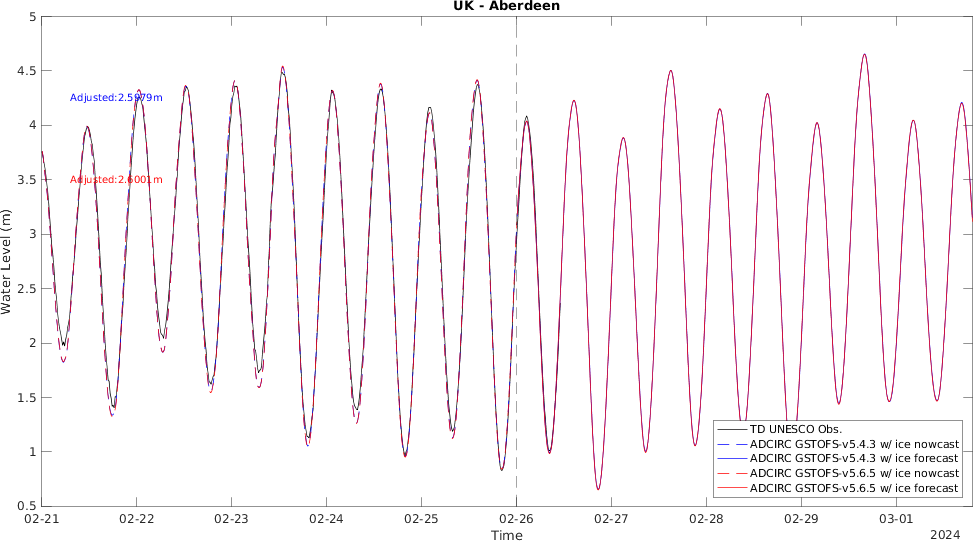 UK - Aberdeen
5
4.5
4
3.5
3
2.5
2
1.5
1
0.5
Water Level (m)
Adjusted:2.5979m
Adjusted:2.6001m
TD UNESCO Obs.
ADCIRC GSTOFS-v5.4.3 w/ ice nowcast
ADCIRC GSTOFS-v5.4.3 w/ ice forecast
ADCIRC GSTOFS-v5.6.5 w/ ice nowcast
ADCIRC GSTOFS-v5.6.5 w/ ice forecast
02-21 02-22 02-23 02-24 02-25 02-26 02-27 02-28 02-29 03-01
Time
2024